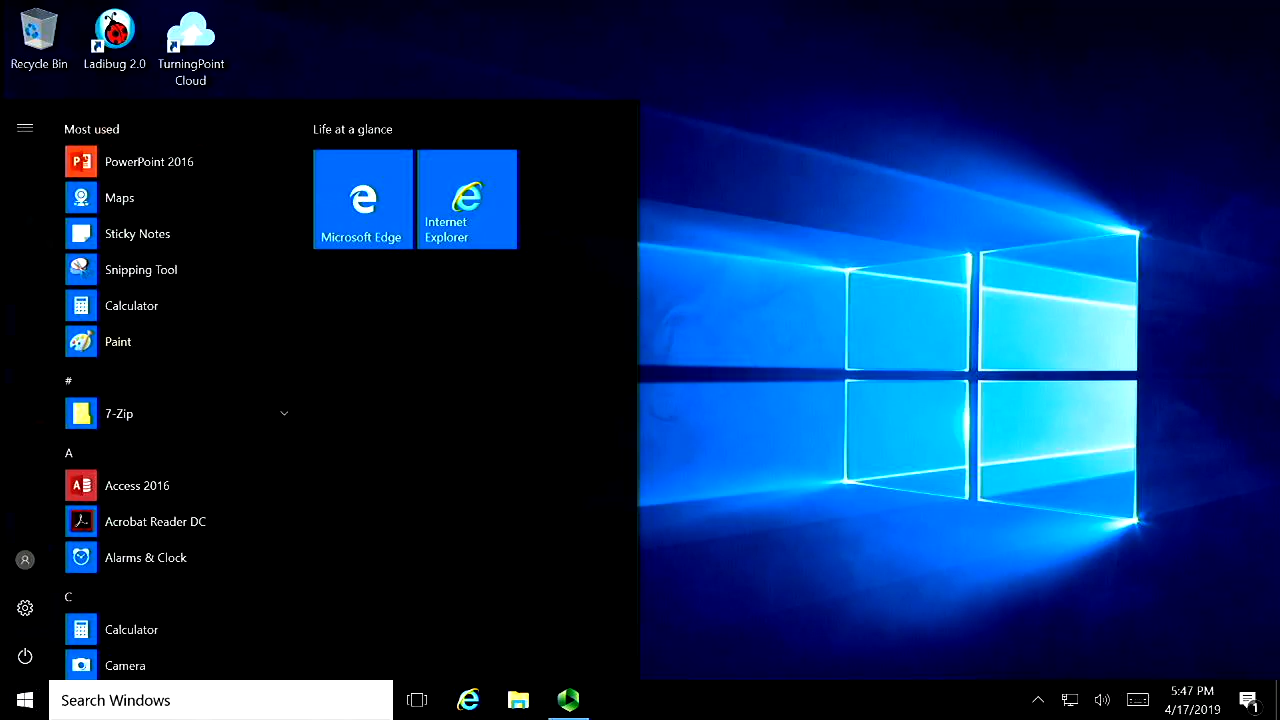 Recycle Bin
Ladibug 2.0
TurningPoint
Cloud
Most used
PowerPoint 2016
Maps
Sticky Notes
Snipping Tool
Calculator
Paint
#
7-Zip
A
Access 2016
Acrobat Reader DC
Alarms & Clock
C
Calculator
Camera
Life at a glance
Microsoft Edge
Internet
Explorer
Search Windows
5:47 PM
4/17/2019
1